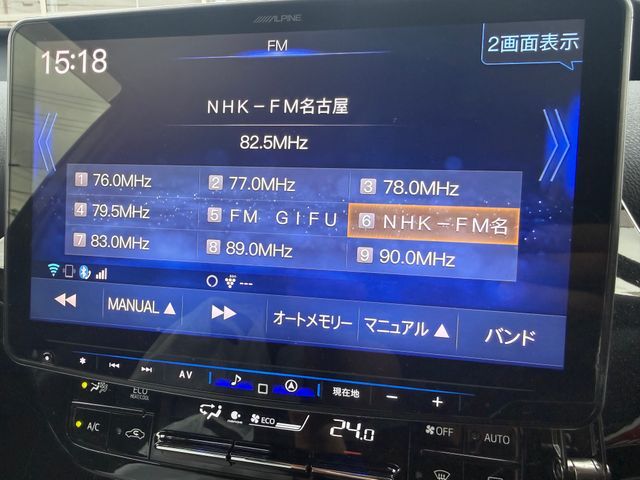 ALPINE
FM
15:18
2画面表示
NHK－FM名古屋
82.5MHz
1 76.0MHz 2 77.0MHz 3 78.0MHz
4 79.5MHz 5 FM GIFU 6 NHK－FM名
7 83.0MHz 8 89.0MHz 9 90.0MHz
---
MANUAL▲ オートメモリー マニュアル▲ バンド
AV 現在地 － ＋
ECO
HEAT/COOL
A/C ECO 24.0 OFF AUTO